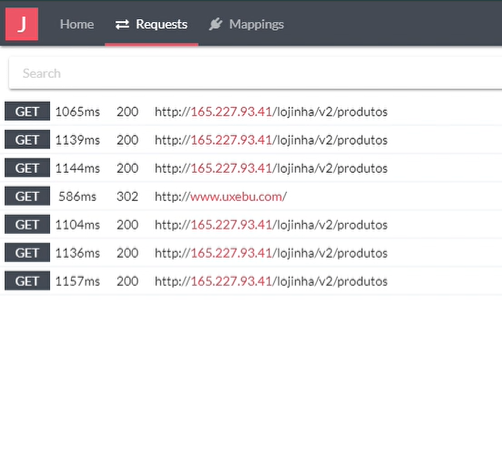 J Home Requests Mappings
Search
GET 1065ms 200 http://165.227.93.41/lojinha/v2/produtos
GET 1139ms 200 http://165.227.93.41/lojinha/v2/produtos
GET 1144ms 200 http://165.227.93.41/lojinha/v2/produtos
GET 586ms 302 http://www.uxebu.com/
GET 1104ms 200 http://165.227.93.41/lojinha/v2/produtos
GET 1136ms 200 http://165.227.93.41/lojinha/v2/produtos
GET 1157ms 200 http://165.227.93.41/lojinha/v2/produtos